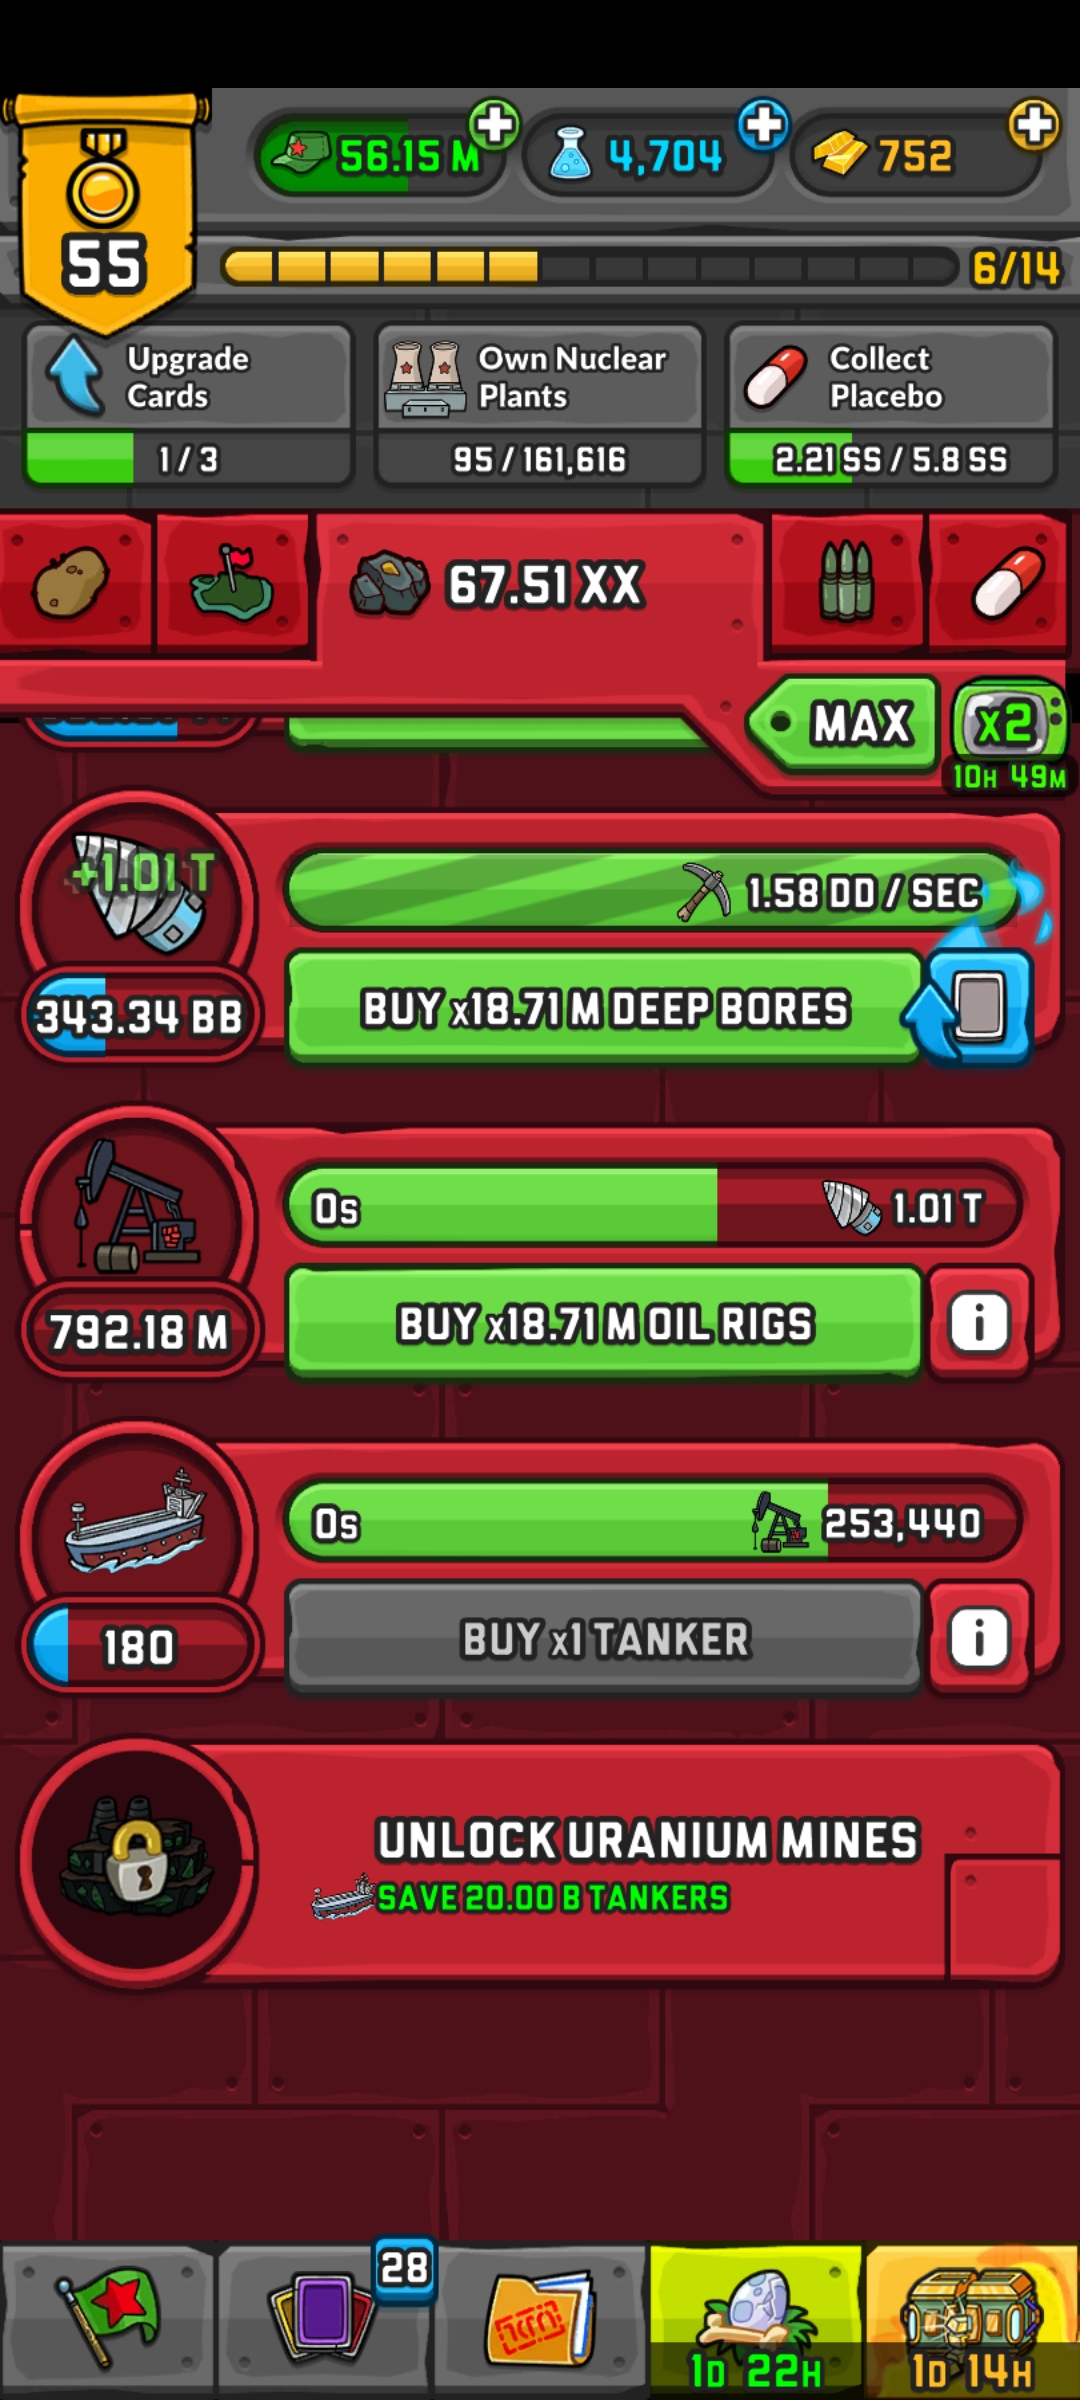 56.15 M
4,704
752
55
6/14
Upgrade
Cards
1 / 3
Own Nuclear
Plants
95 / 161,616
Collect
Placebo
2.21 SS / 5.8 SS
67.51 XX
MAX
x2
10H 49M
+1.01 T
1.58 DD / SEC
343.34 BB
BUY x18.71 M DEEP BORES
0s
1.01 T
792.18 M
BUY x18.71 M OIL RIGS
0s
253,440
180
BUY x1 TANKER
UNLOCK URANIUM MINES
SAVE 20.00 B TANKERS
28
1D 22H
1D 14H